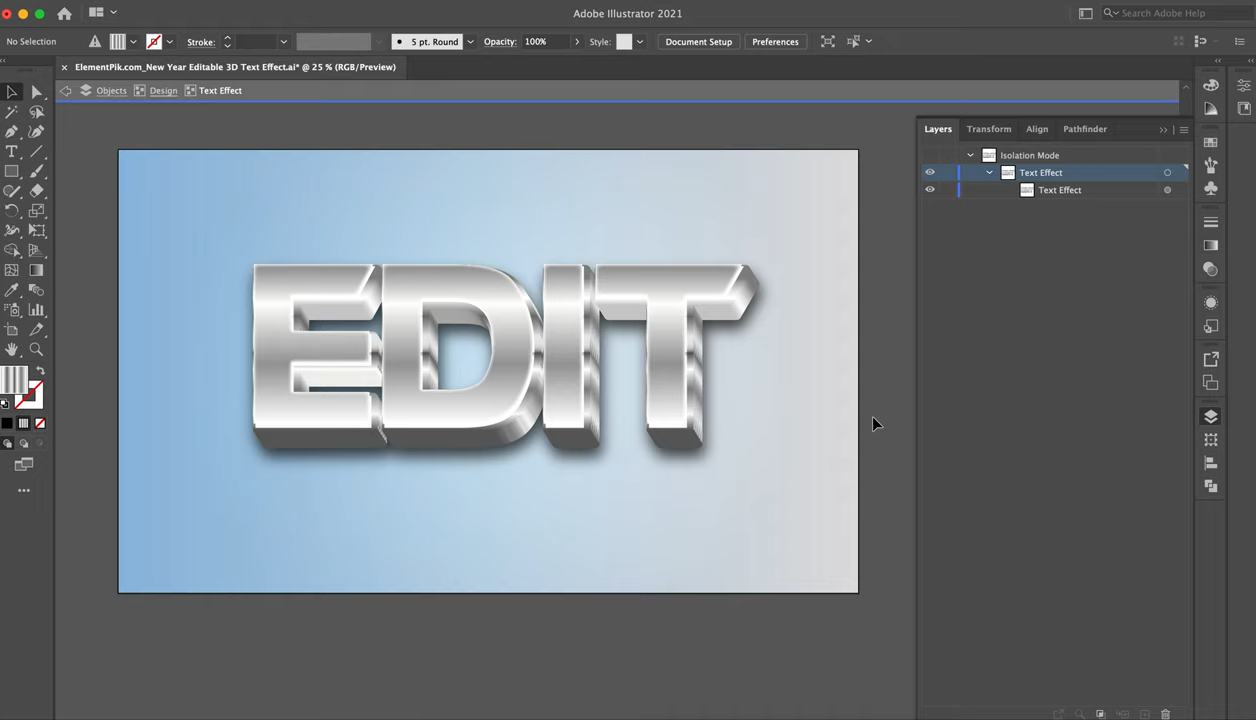 Adobe Illustrator 2021
Search Adobe Help
No Selection
Stroke:
5 pt. Round
Opacity:
100%
Style:
Document Setup
Preferences
ElementPik.com_New Year Editable 3D Text Effect.ai* @ 25 % (RGB/Preview)
Objects
Design
Text Effect
Layers
Transform
Align
Pathfinder
Isolation Mode
Text Effect
Text Effect
EDIT